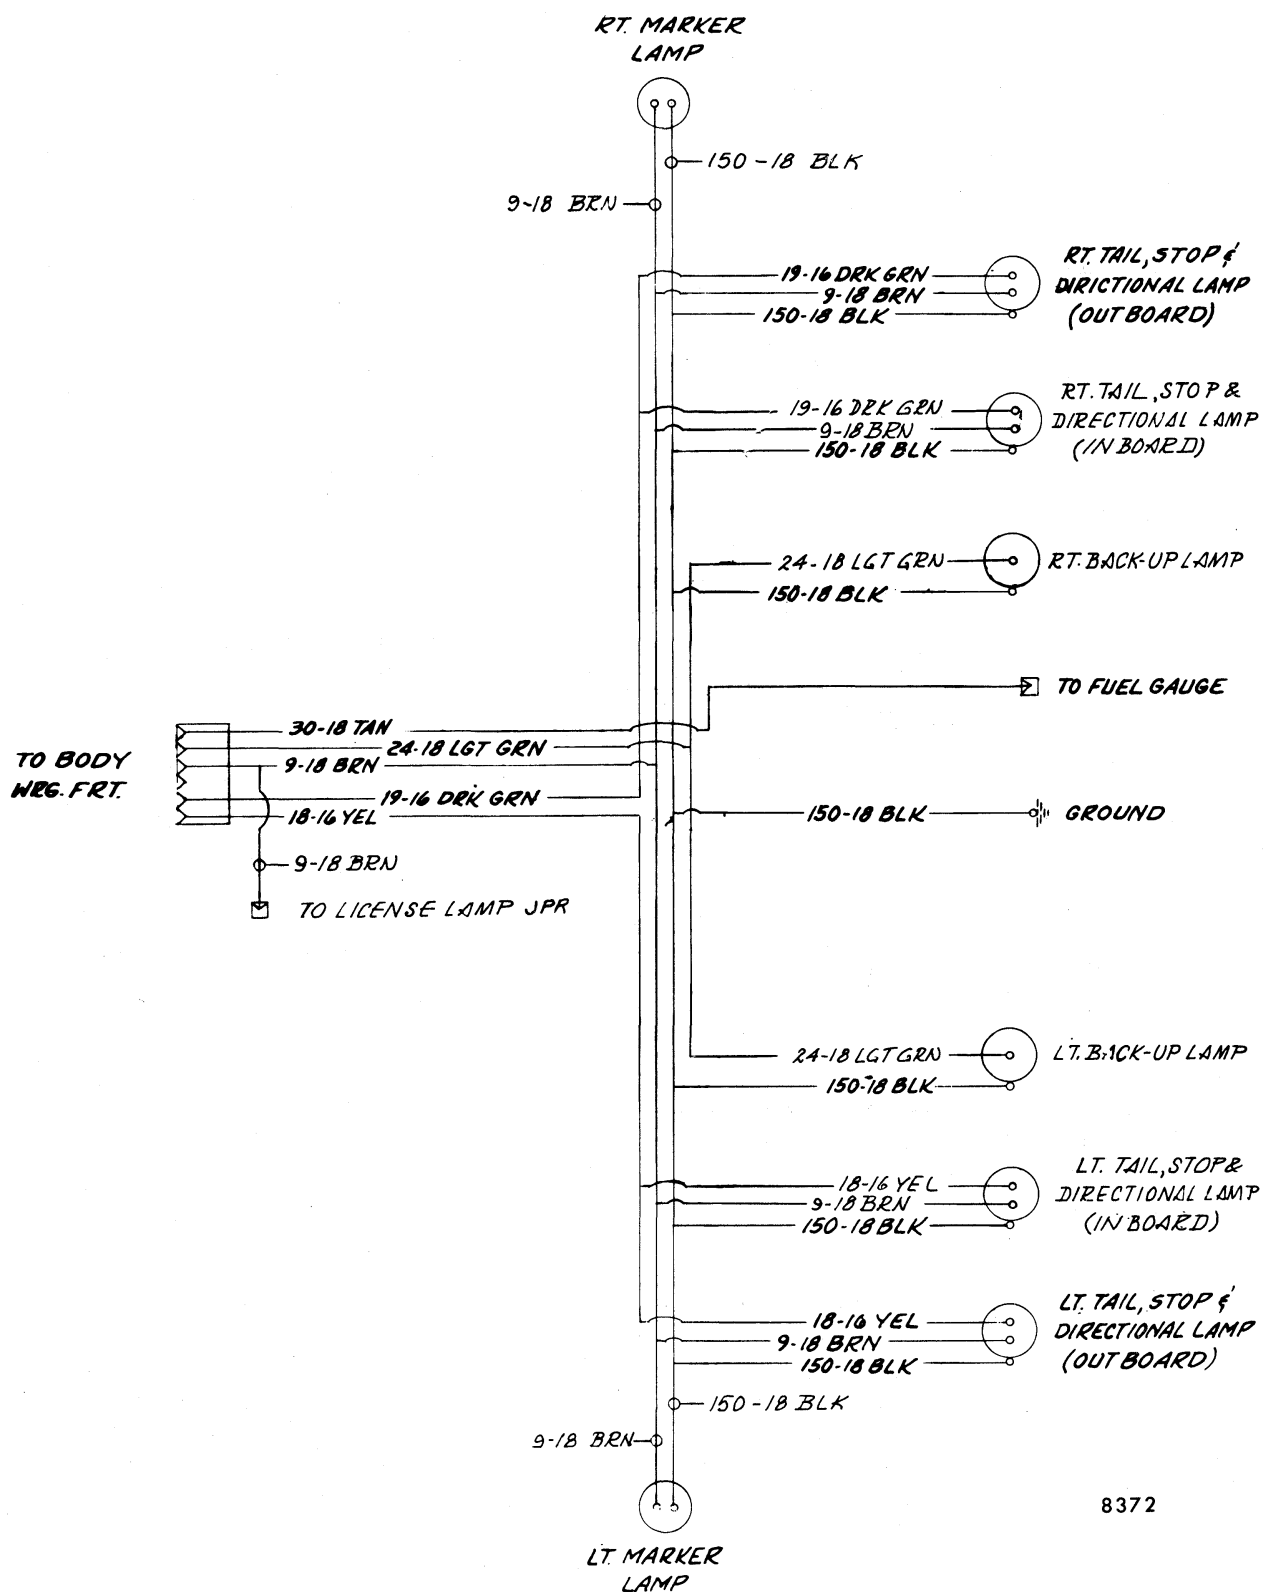 RT. MARKER
LAMP
150-18 BLK
9-18 BRN
19-16 DRK GRN
9-18 BRN
150-18 BLK
RT. TAIL, STOP &
DIRICTIONAL LAMP
(OUT BOARD)
19-16 DRK GRN
9-18 BRN
150-18 BLK
RT. TAIL, STOP &
DIRECTIONAL LAMP
(IN BOARD)
24-18 LGT GRN
150-18 BLK
RT. BACK-UP LAMP
TO FUEL GAUGE
TO BODY
WRG. FRT.
30-18 TAN
24-18 LGT GRN
9-18 BRN
19-16 DRK GRN
18-16 YEL
150-18 BLK
GROUND
9-18 BRN
TO LICENSE LAMP JPR
24-18 LGT GRN
150-18 BLK
LT. BACK-UP LAMP
18-16 YEL
9-18 BRN
150-18 BLK
LT. TAIL, STOP &
DIRECTIONAL LAMP
(IN BOARD)
18-16 YEL
9-18 BRN
150-18 BLK
LT. TAIL, STOP &
DIRECTIONAL LAMP
(OUT BOARD)
150-18 BLK
9-18 BRN
8372
LT. MARKER
LAMP